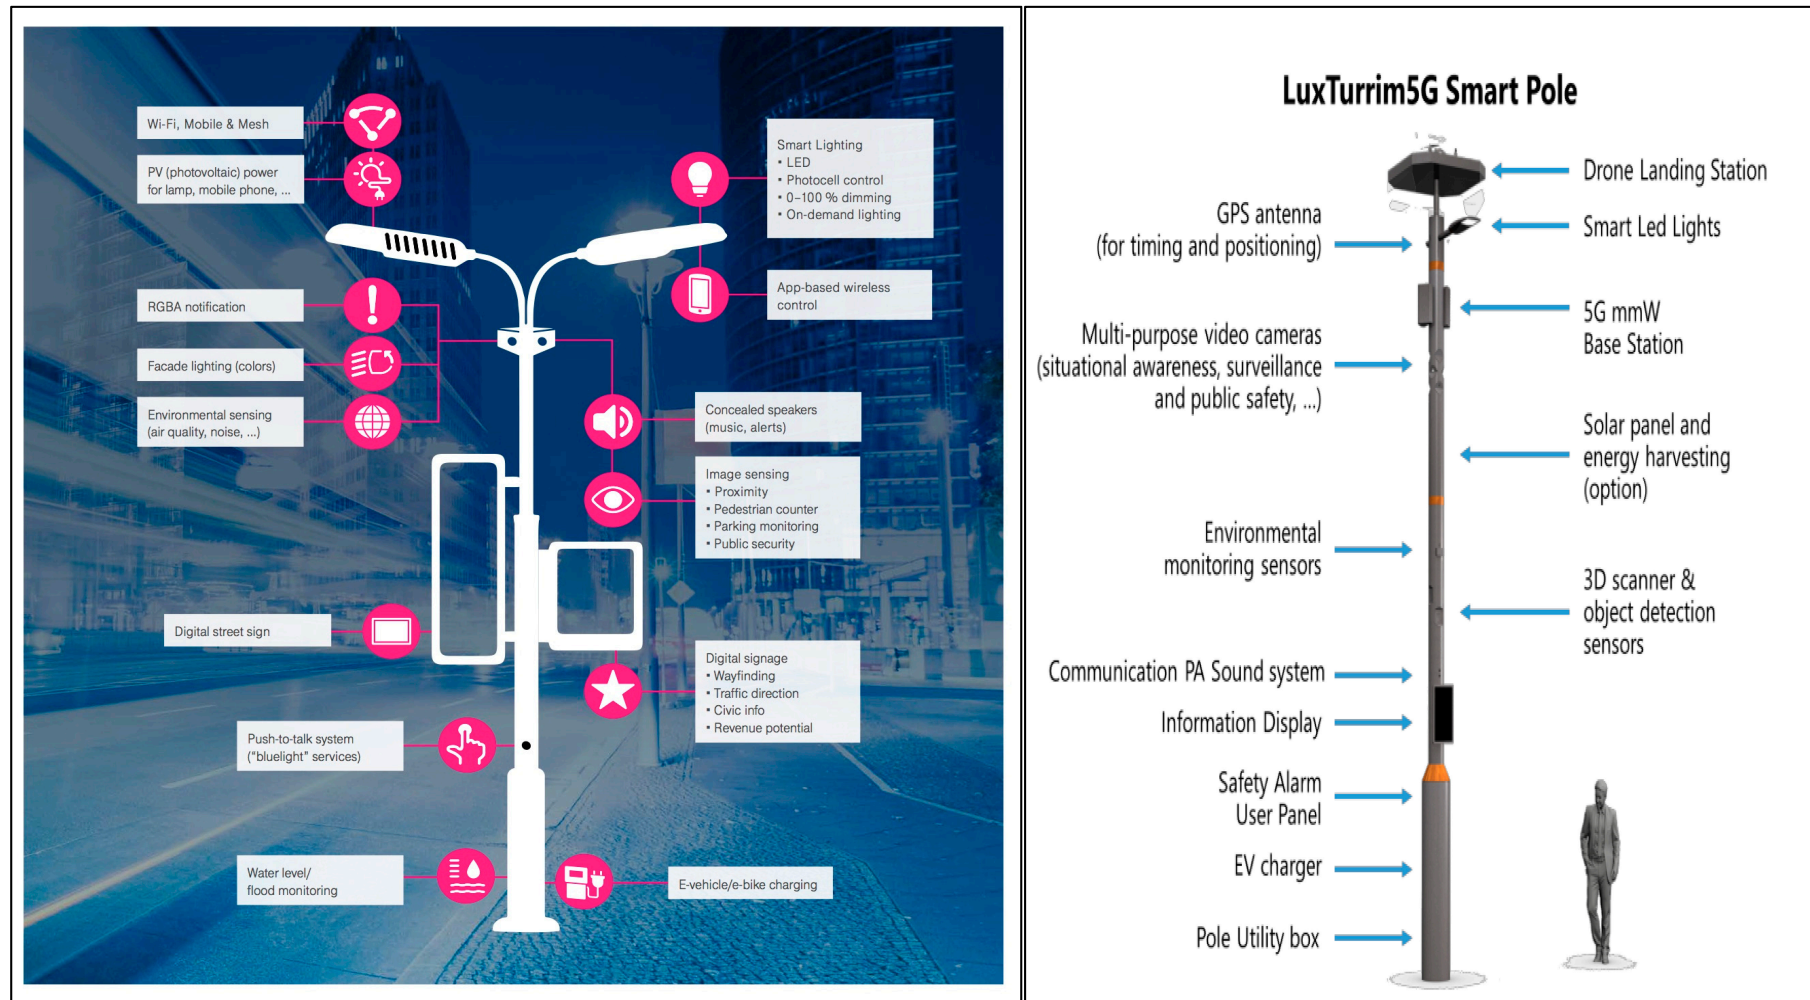 Wi-Fi, Mobile & Mesh
PV (photovoltaic) power
for lamp, mobile phone, ...
RGBA notification
Facade lighting (colors)
Environmental sensing
(air quality, noise, ...)
Digital street sign
Push-to-talk system
("bluelight" services)
Water level/
flood monitoring
Smart Lighting
▪ LED
▪ Photocell control
▪ 0–100 % dimming
▪ On-demand lighting
App-based wireless
control
Concealed speakers
(music, alerts)
Image sensing
▪ Proximity
▪ Pedestrian counter
▪ Parking monitoring
▪ Public security
Digital signage
▪ Wayfinding
▪ Traffic direction
▪ Civic info
▪ Revenue potential
E-vehicle/e-bike charging
LuxTurrim5G Smart Pole
GPS antenna
(for timing and positioning)
Multi-purpose video cameras
(situational awareness, surveillance
and public safety, ...)
Environmental
monitoring sensors
Communication PA Sound system
Information Display
Safety Alarm
User Panel
EV charger
Pole Utility box
Drone Landing Station
Smart Led Lights
5G mmW
Base Station
Solar panel and
energy harvesting
(option)
3D scanner &
object detection
sensors